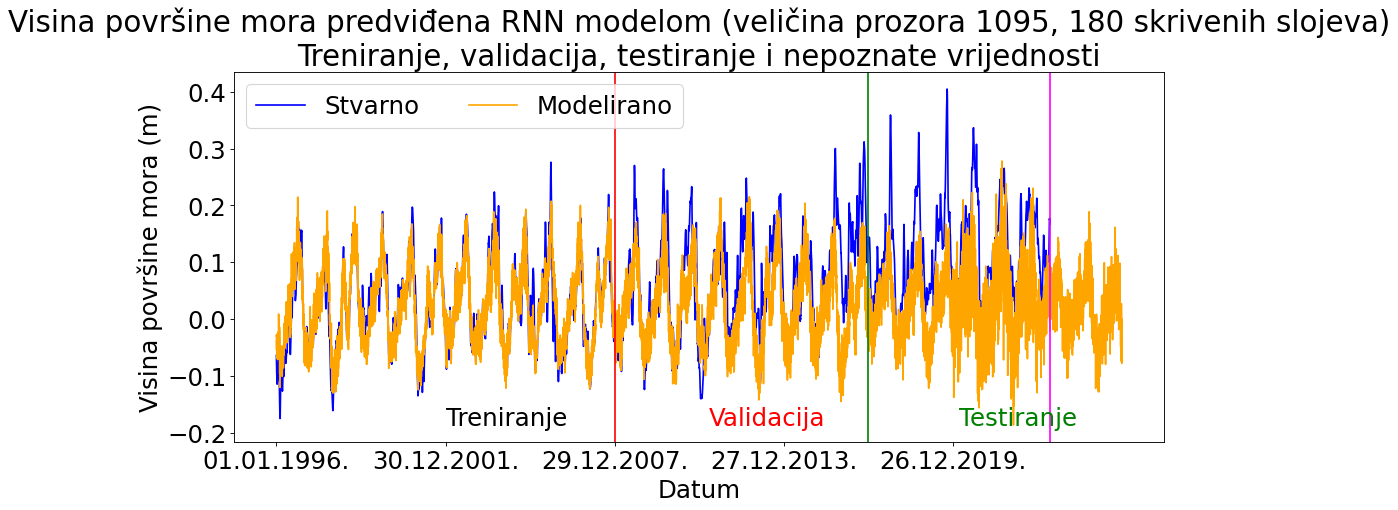 Visina površine mora predviđena RNN modelom (veličina prozora 1095, 180 skrivenih slojeva)
Treniranje, validacija, testiranje i nepoznate vrijednosti
Stvarno Modelirano
Visina površine mora (m)
0.4
0.3
0.2
0.1
0.0
−0.1
−0.2
Treniranje Validacija Testiranje
01.01.1996. 30.12.2001. 29.12.2007. 27.12.2013. 26.12.2019.
Datum